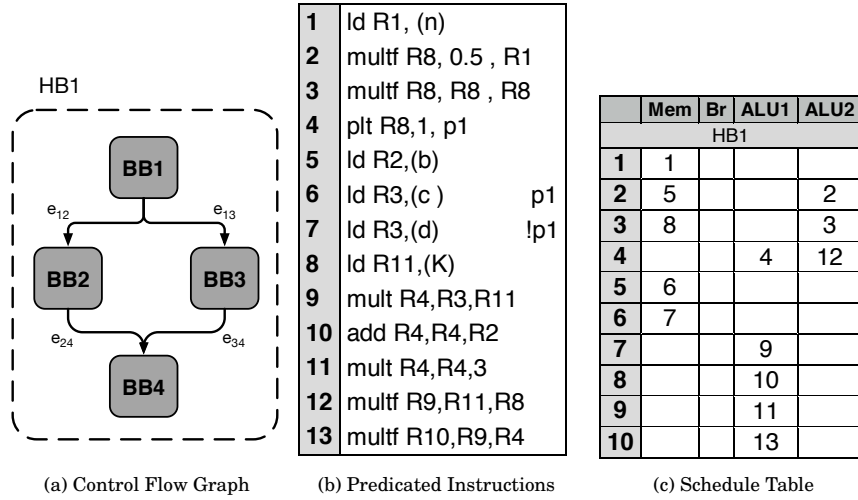 HB1
BB1
e12
e13
BB2
BB3
e24
e34
BB4
(a) Control Flow Graph
1 ld R1, (n)
2 multf R8, 0.5 , R1
3 multf R8, R8 , R8
4 plt R8,1, p1
5 ld R2,(b)
6 ld R3,(c ) p1
7 ld R3,(d) !p1
8 ld R11,(K)
9 mult R4,R3,R11
10 add R4,R4,R2
11 mult R4,R4,3
12 multf R9,R11,R8
13 multf R10,R9,R4
(b) Predicated Instructions
Mem Br ALU1 ALU2
HB1
1 1
2 5 2
3 8 3
4 4 12
5 6
6 7
7 9
8 10
9 11
10 13
(c) Schedule Table